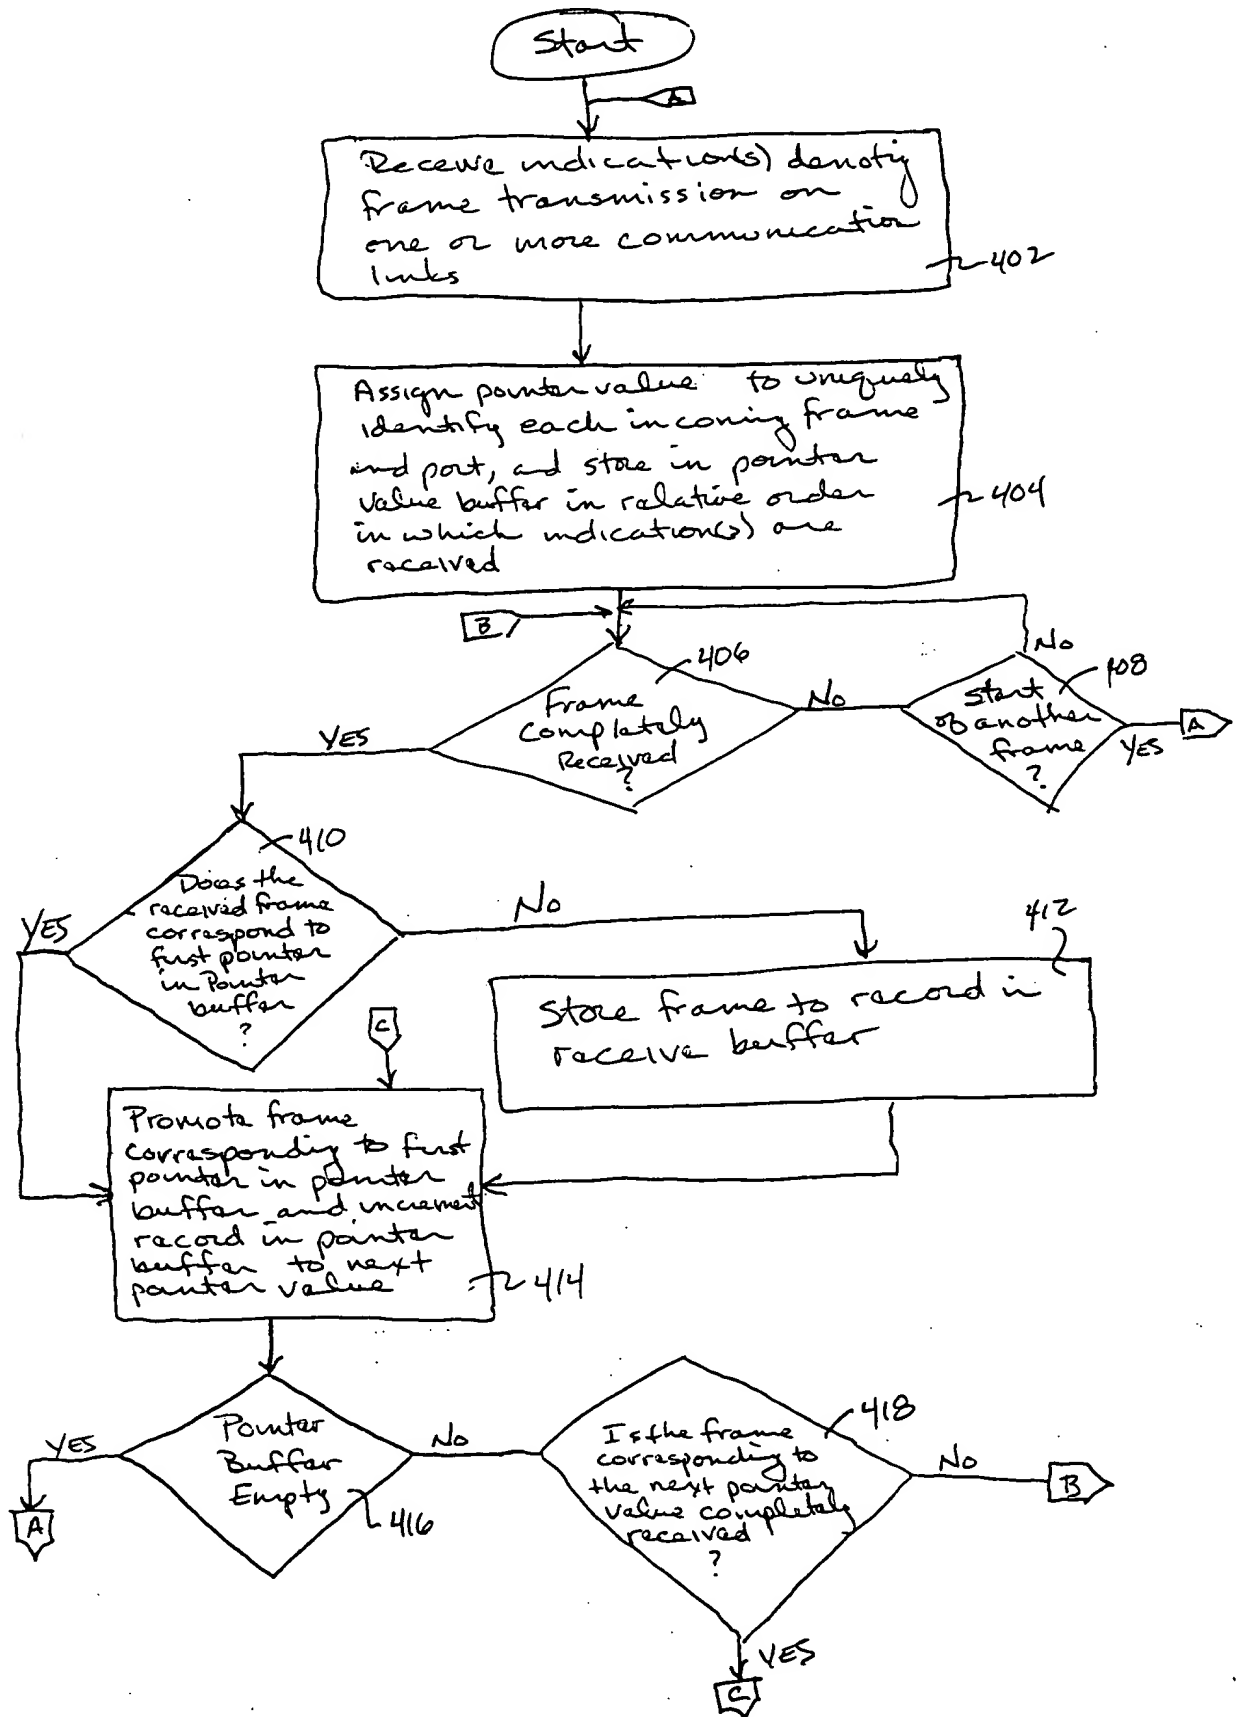 Start
A
Receive indication(s) denoting
frame transmission on
one or more communication
links
402
Assign pointer value to uniquely
identify each incoming frame
and port, and store in pointer
value buffer in relative order
in which indication(s) are
received
404
B
406
Frame
Completely
Received
?
YES
No
No
408
Start
of another
frame
?
YES
A
410
Does the
received frame
correspond to
first pointer
in Pointer
buffer
?
YES
No
412
Store frame to record in
receive buffer
C
Promote frame
corresponding to first
pointer in pointer
buffer and increment
record in pointer
buffer to next
pointer value
414
Pointer
Buffer
Empty
416
YES
A
No
418
Is the frame
corresponding to
the next pointer
value completely
received
?
No
B
YES
C